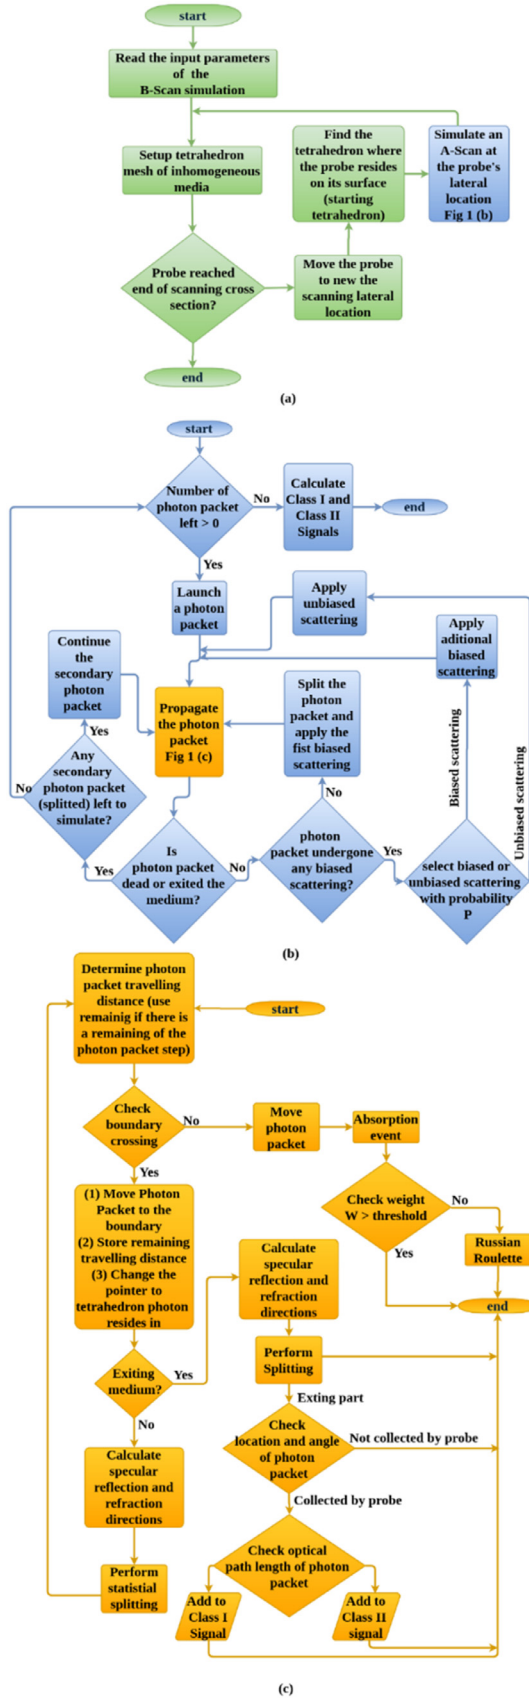 start
Read the input parameters
of the
B-Scan simulation
Setup tetrahedron
mesh of inhomogeneous
media
Find the
tetrahedron where
the probe resides
on its surface
(starting
tetrahedron)
Simulate an
A-Scan at
the probe's
lateral
location
Fig 1 (b)
Probe reached
end of scanning cross
section?
Move the probe
to new the
scanning lateral
location
end
(a)
start
Number of
photon packet
left > 0
No
Calculate
Class I and
Class II
Signals
end
Yes
Launch
a photon
packet
Apply
unbiased
scattering
Apply
aditional
biased
scattering
Continue
the
secondary
photon
packet
Propagate
the photon
packet
Fig 1 (c)
Split the
photon
packet and
apply the
fist biased
scattering
Biased scattering
Unbiased scattering
Yes
No
Any
secondary
photon packet
(splitted) left to
simulate?
No
Is
photon packet
dead or exited the
medium?
Yes
No
photon
packet undergone
any biased
scattering?
Yes
select biased or
unbiased scattering
with probability
P
(b)
Determine photon
packet travelling
distance (use
remainig if there is
a remaining of the
photon packet step)
start
Check
boundary
crossing
No
Move
photon
packet
Absorption
event
Yes
Check weight
W > threshold
No
Yes
Russian
Roulette
end
(1) Move Photon
Packet to the
boundary
(2) Store remaining
travelling distance
(3) Change the
pointer to
tetrahedron photon
resides in
Calculate
specular
reflection and
refraction
directions
Exiting
medium?
Yes
Perform
Splitting
Exting part
No
Check
location and angle
of photon
packet
Not collected by probe
Calculate
specular
reflection and
refraction
directions
Collected by probe
Check optical
path length of photon
packet
Perform
statistial
splitting
Add to
Class I
Signal
Add to
Class II
signal
(c)